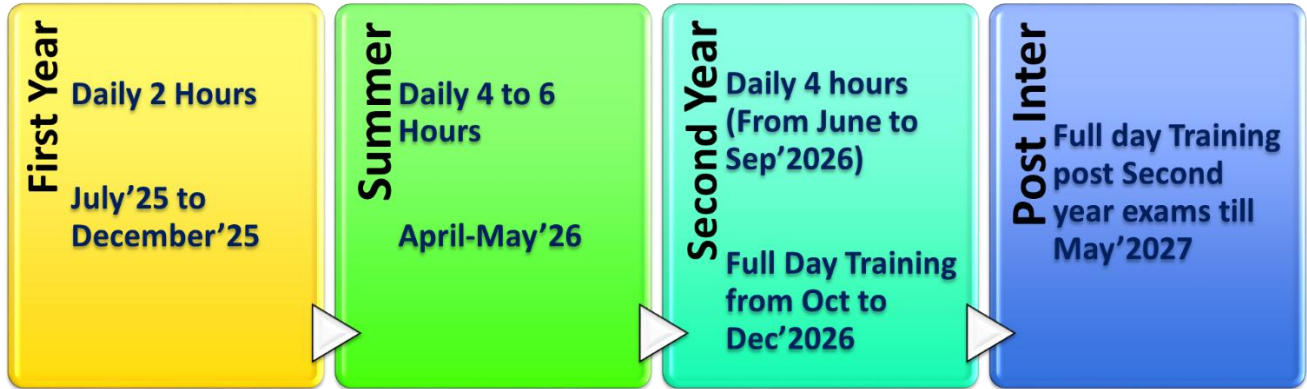 First Year
Daily 2 Hours
July’25 to
December’25
Summer
Daily 4 to 6
Hours
April-May’26
Second Year
Daily 4 hours
(From June to
Sep’2026)
Full Day Training
from Oct to
Dec’2026
Post Inter
Full day Training
post Second
year exams till
May’2027